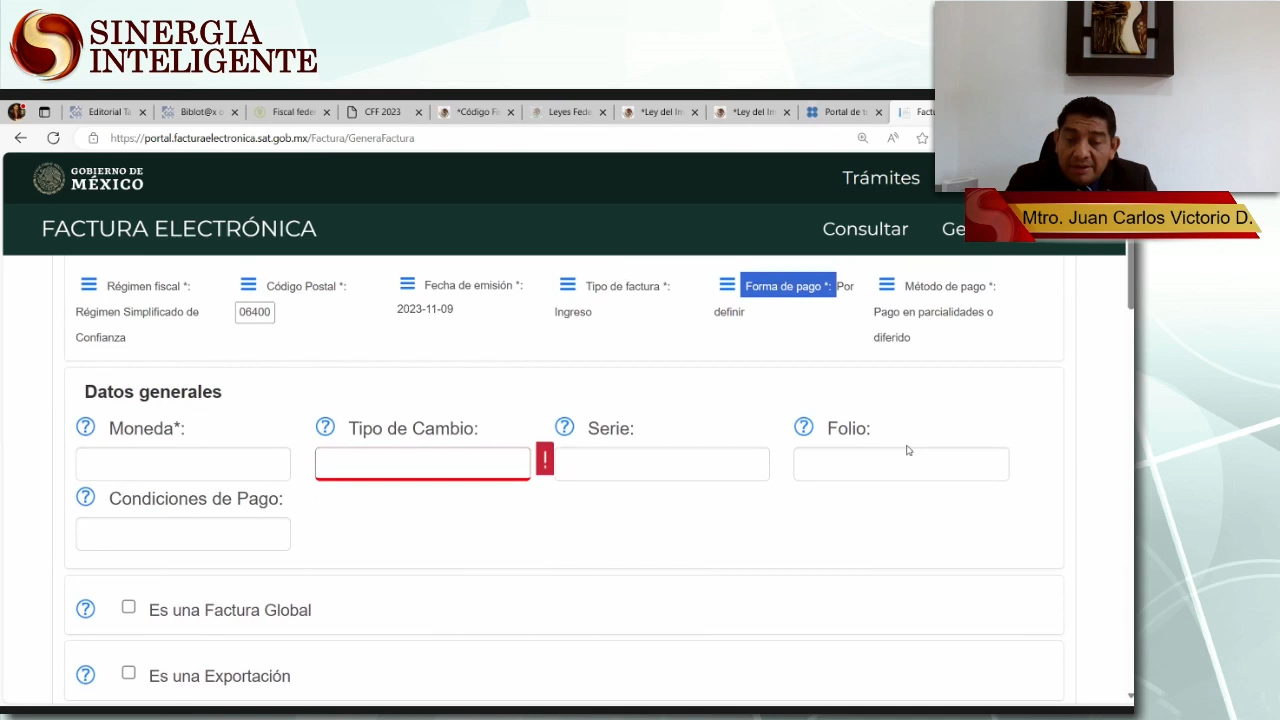 SINERGIA
INTELIGENTE
Editorial Ta
Biblot@x
Fiscal fede
CFF 2023
*Código Fi
Leyes Fede
*Ley del Im
*Ley del Im
Portal de t
Factu
https://portal.facturaelectronica.sat.gob.mx/Factura/GeneraFactura
GOBIERNO DE
MÉXICO
Trámites
FACTURA ELECTRÓNICA
Consultar
Ge
Mtro. Juan Carlos Victorio D.
Régimen fiscal *:
Régimen Simplificado de
Confianza
Código Postal *:
06400
Fecha de emisión *:
2023-11-09
Tipo de factura *:
Ingreso
Forma de pago *: Por
definir
Método de pago *:
Pago en parcialidades o
diferido
Datos generales
Moneda*:
Tipo de Cambio:
Serie:
Folio:
Condiciones de Pago:
Es una Factura Global
Es una Exportación